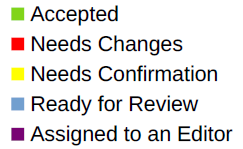 Accepted
Needs Changes
Needs Confirmation
Ready for Review
Assigned to an Editor